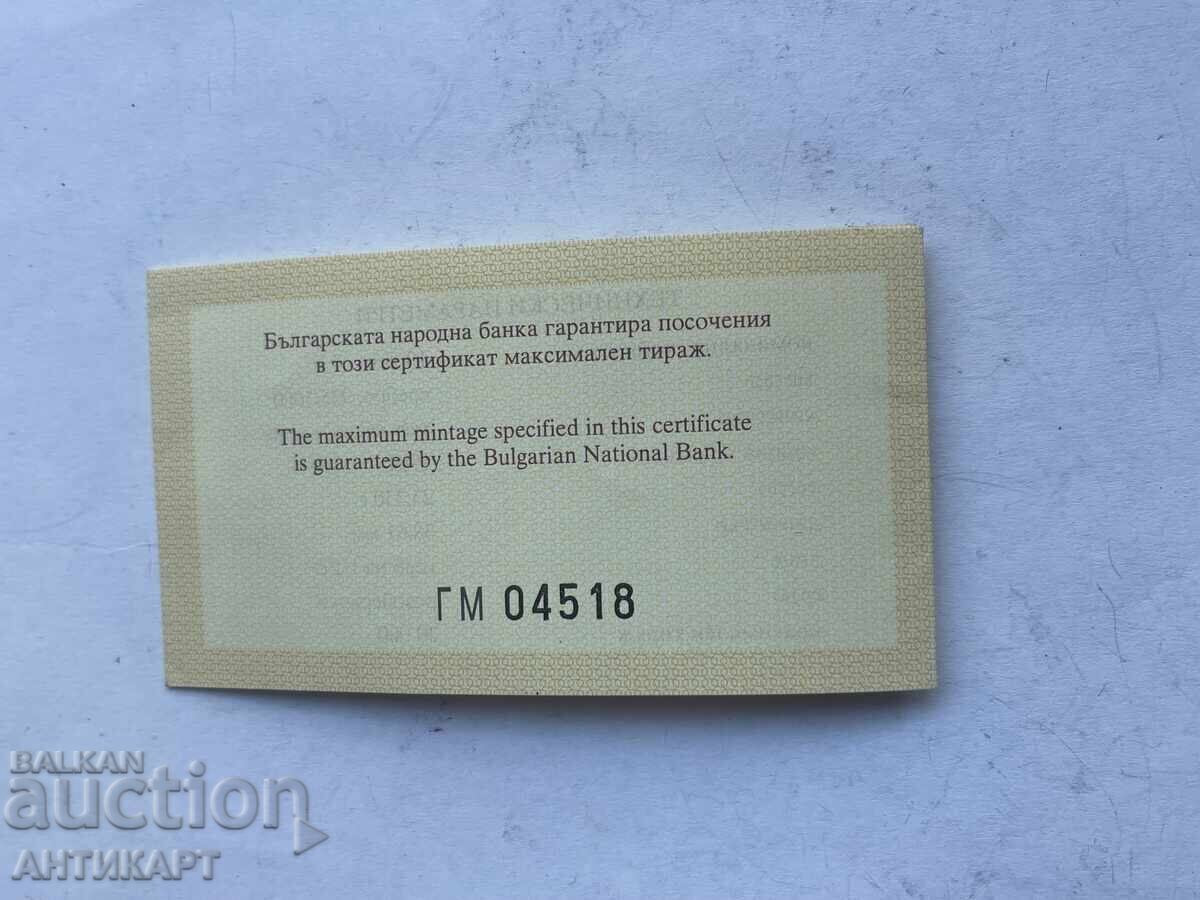 Българската народна банка гарантира посочения
в този сертификат максимален тираж.
The maximum mintage specified in this certificate
is guaranteed by the Bulgarian National Bank.
ГМ 04518
BALKAN
auction
АНТИКАРТ